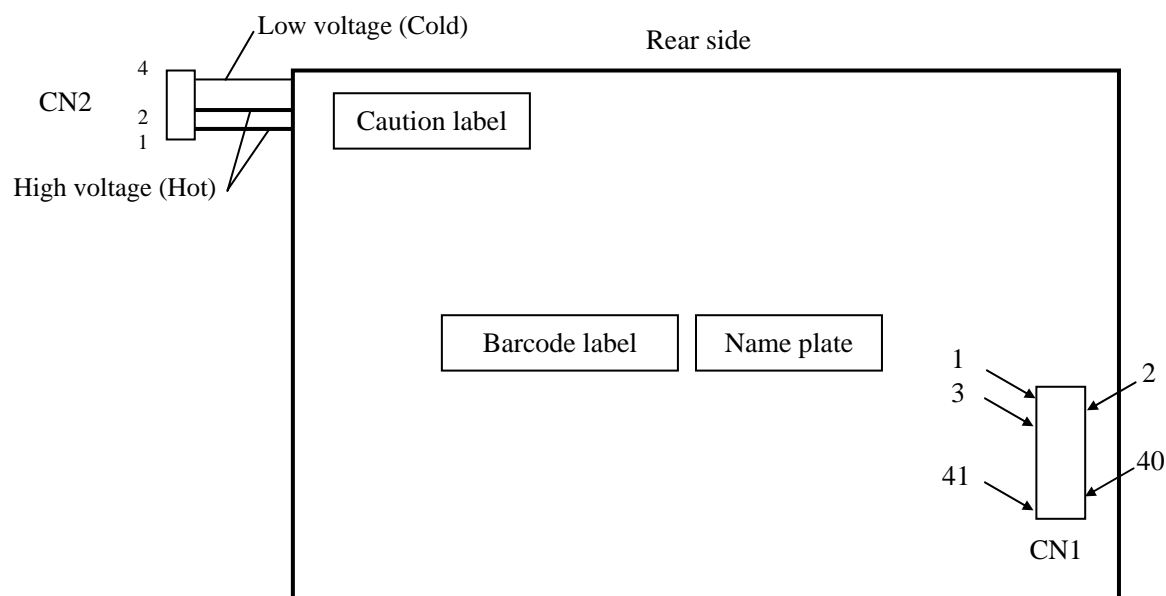 Low voltage (Cold)
Rear side
4
CN2
2
1
Caution label
High voltage (Hot)
Barcode label
Name plate
1
2
3
41
40
CN1